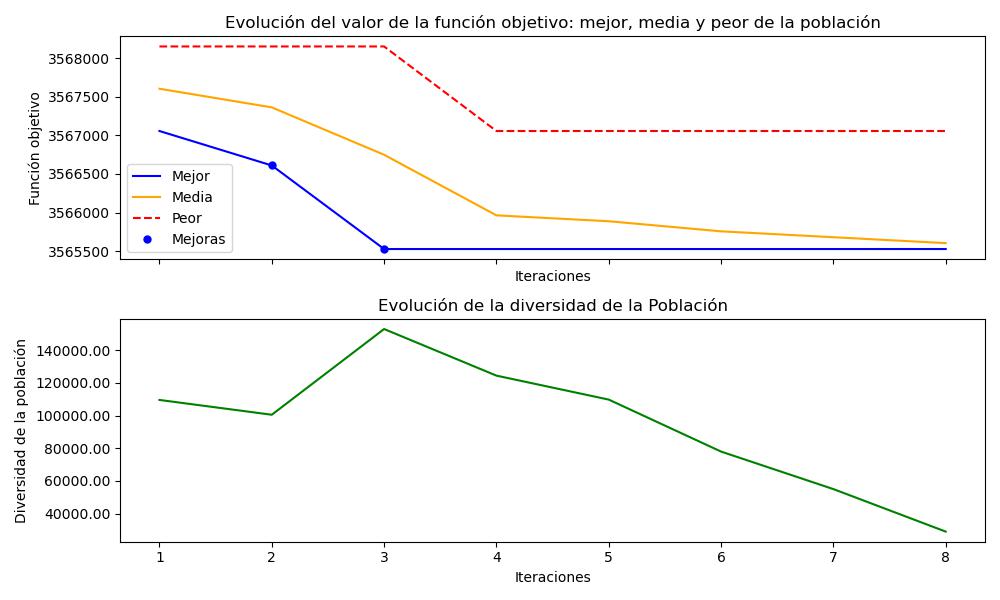 Evolución del valor de la función objetivo: mejor, media y peor de la población
Función objetivo
3568000
3567500
3567000
3566500
3566000
3565500
Mejor
Media
Peor
Mejoras
Iteraciones
Evolución de la diversidad de la Población
Diversidad de la población
140000.00
120000.00
100000.00
80000.00
60000.00
40000.00
1 2 3 4 5 6 7 8
Iteraciones